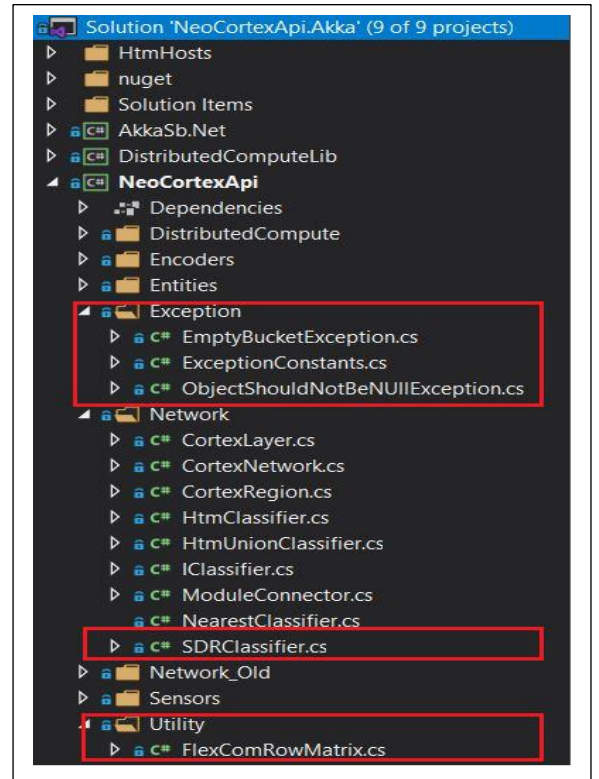 Solution 'NeoCortexApi.Akka' (9 of 9 projects)
HtmHosts
nuget
Solution Items
C# AkkaSb.Net
C# DistributedComputeLib
C# NeoCortexApi
Dependencies
DistributedCompute
Encoders
Entities
Exception
C# EmptyBucketException.cs
C# ExceptionConstants.cs
C# ObjectShouldNotBeNUllException.cs
Network
C# CortexLayer.cs
C# CortexNetwork.cs
C# CortexRegion.cs
C# HtmClassifier.cs
C# HtmUnionClassifier.cs
C# IClassifier.cs
C# ModuleConnector.cs
C# NearestClassifier.cs
C# SDRClassifier.cs
Network_Old
Sensors
Utility
C# FlexComRowMatrix.cs